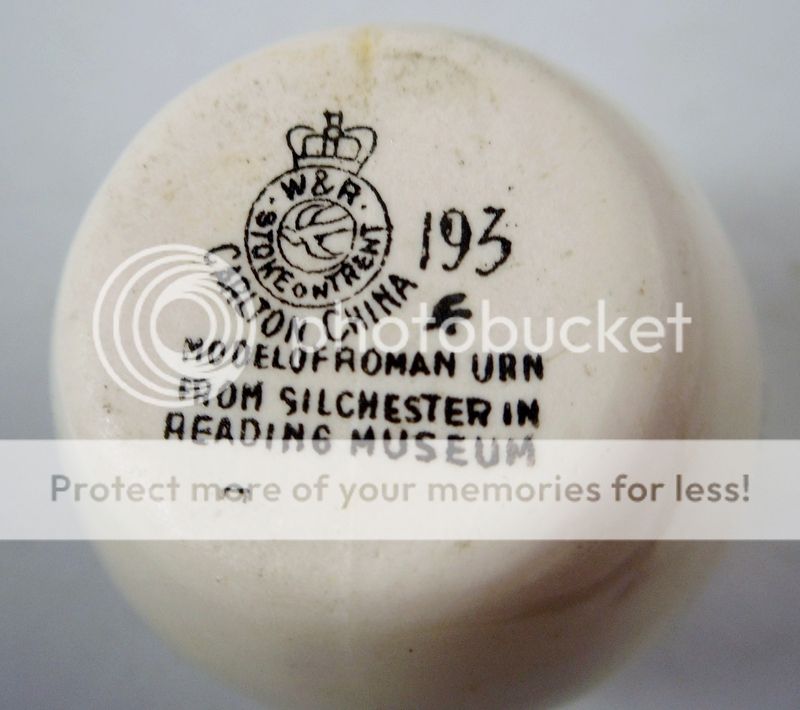 W&R
STOKE ON TRENT
CARLTON CHINA
193
MODEL OF ROMAN URN
FROM SILCHESTER IN
READING MUSEUM
photobucket
Protect more of your memories for less!